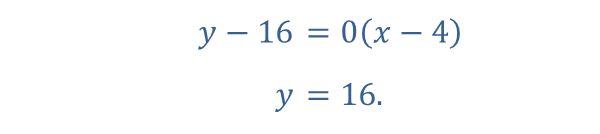 y − 16 = 0(x − 4)
y = 16.